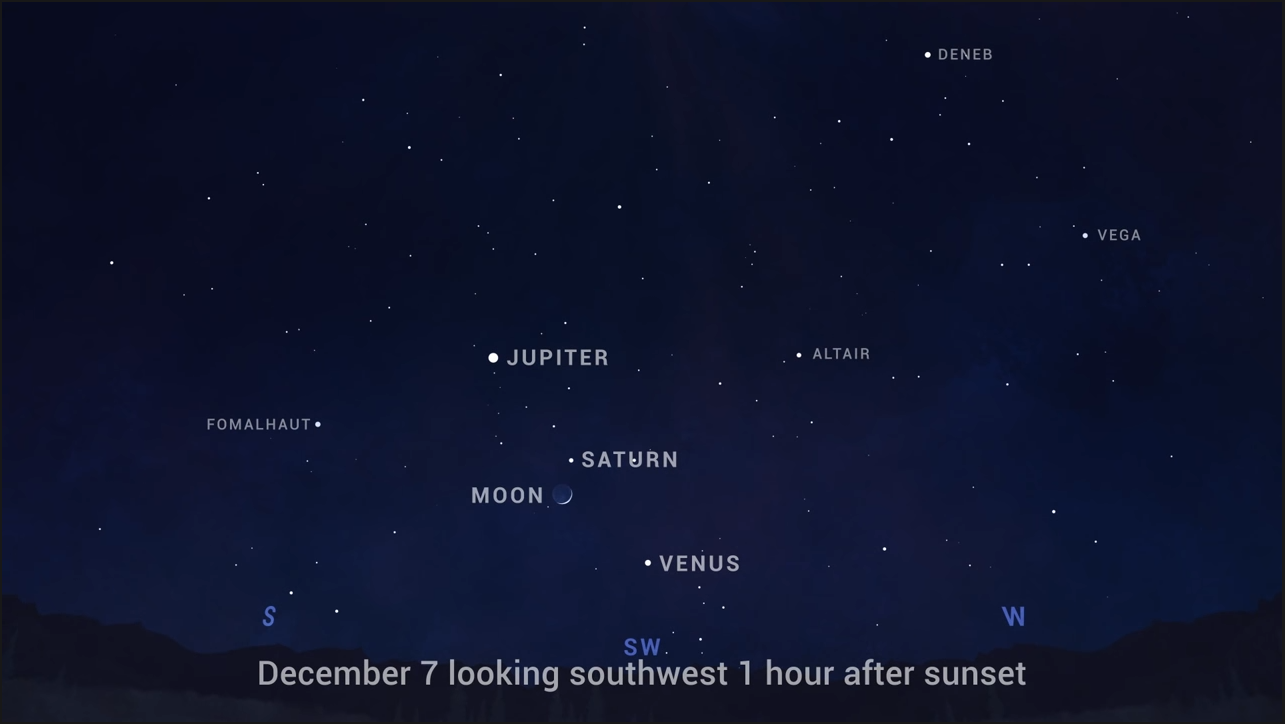 DENEB
VEGA
JUPITER
ALTAIR
FOMALHAUT
SATURN
MOON
VENUS
S
W
SW
December 7 looking southwest 1 hour after sunset